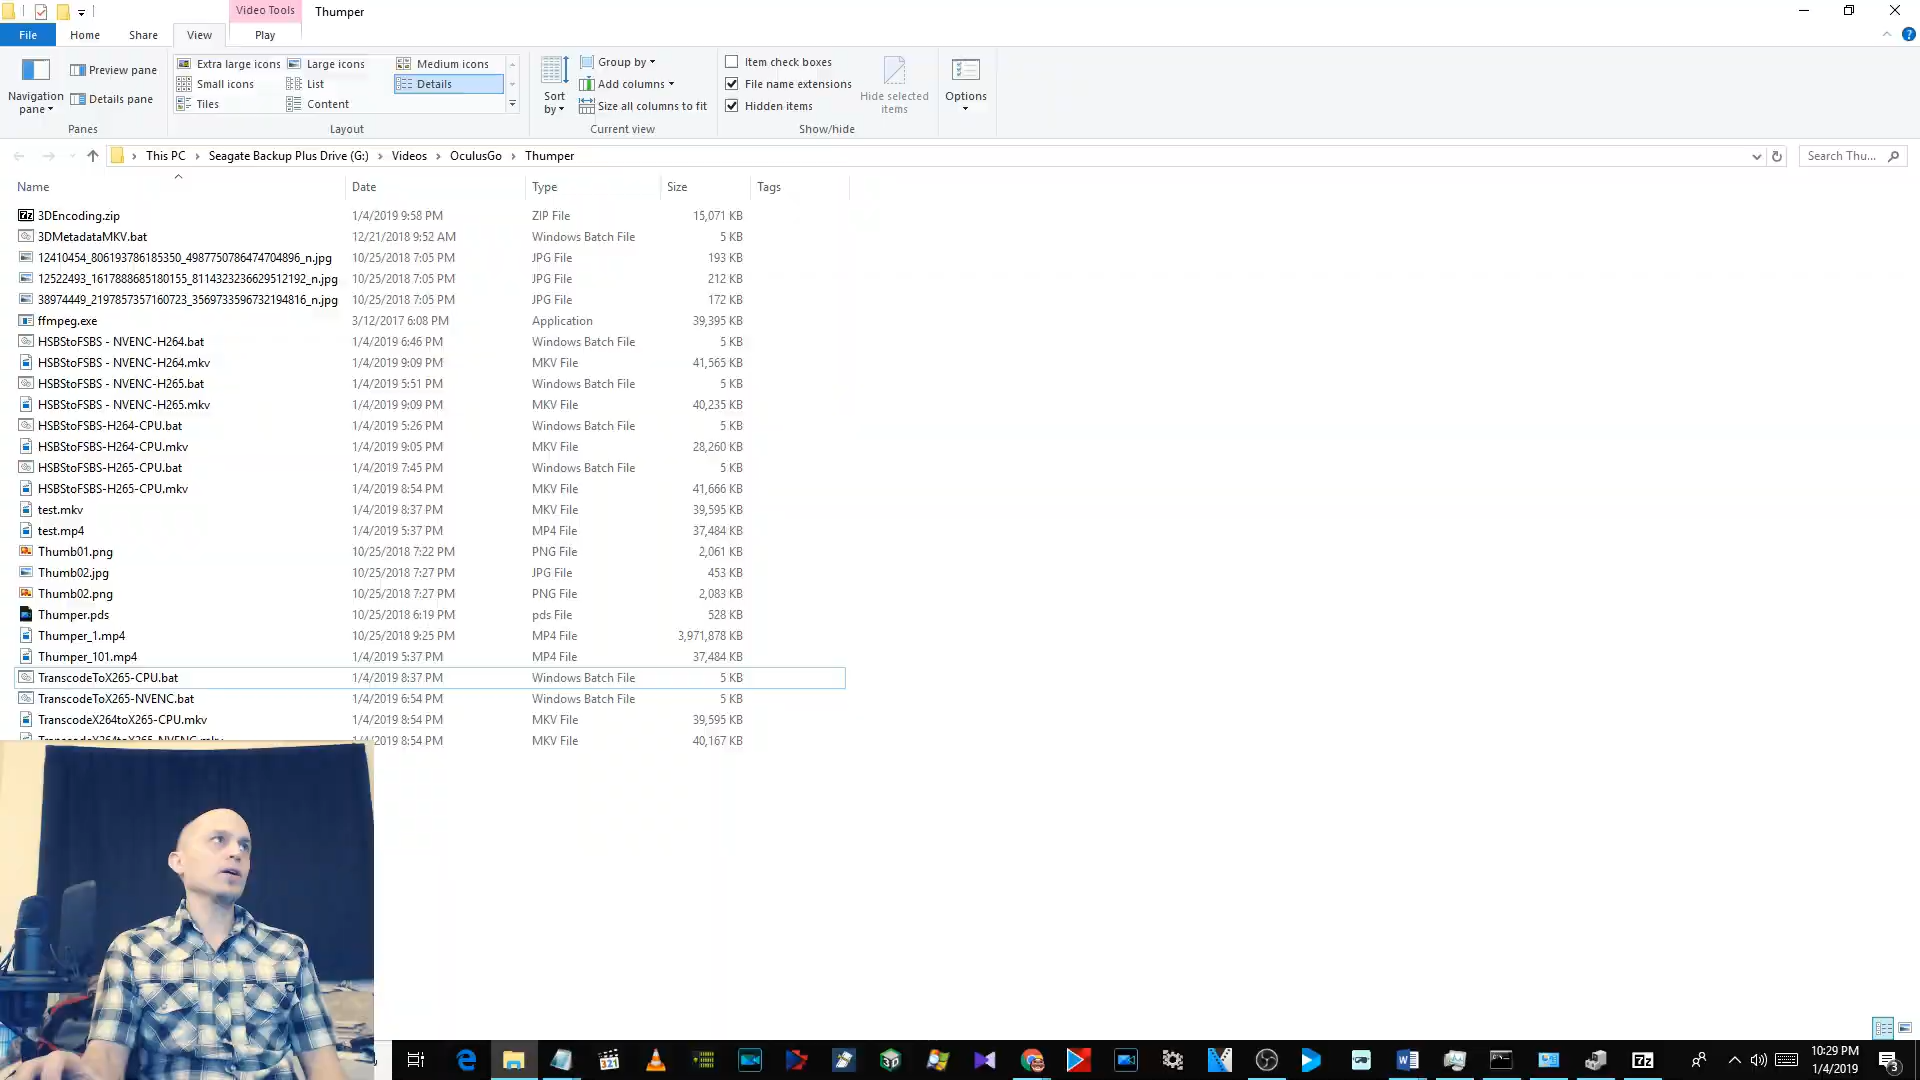 Video Tools
Thumper
File
Home
Share
View
Play
Navigation pane
Preview pane
Details pane
Panes
Extra large icons
Large icons
Medium icons
Small icons
List
Details
Tiles
Content
Layout
Sort by
Group by
Add columns
Size all columns to fit
Current view
Item check boxes
File name extensions
Hidden items
Hide selected items
Show/hide
Options
This PC
Seagate Backup Plus Drive (G:)
Videos
OculusGo
Thumper
Search Thu...
Name Date Type Size Tags
3DEncoding.zip 1/4/2019 9:58 PM ZIP File 15,071 KB
3DMetadataMKV.bat 12/21/2018 9:52 AM Windows Batch File 5 KB
12410454_806193786185350_4987750786474704896_n.jpg 10/25/2018 7:05 PM JPG File 193 KB
12522493_1617888685180155_8114323236629512192_n.jpg 10/25/2018 7:05 PM JPG File 212 KB
38974449_2197857357160723_3569733596732194816_n.jpg 10/25/2018 7:05 PM JPG File 172 KB
ffmpeg.exe 3/12/2017 6:08 PM Application 39,395 KB
HSBStoFSBS - NVENC-H264.bat 1/4/2019 6:46 PM Windows Batch File 5 KB
HSBStoFSBS - NVENC-H264.mkv 1/4/2019 9:09 PM MKV File 41,565 KB
HSBStoFSBS - NVENC-H265.bat 1/4/2019 5:51 PM Windows Batch File 5 KB
HSBStoFSBS - NVENC-H265.mkv 1/4/2019 9:09 PM MKV File 40,235 KB
HSBStoFSBS-H264-CPU.bat 1/4/2019 5:26 PM Windows Batch File 5 KB
HSBStoFSBS-H264-CPU.mkv 1/4/2019 9:05 PM MKV File 28,260 KB
HSBStoFSBS-H265-CPU.bat 1/4/2019 7:45 PM Windows Batch File 5 KB
HSBStoFSBS-H265-CPU.mkv 1/4/2019 8:54 PM MKV File 41,666 KB
test.mkv 1/4/2019 8:37 PM MKV File 39,595 KB
test.mp4 1/4/2019 5:37 PM MP4 File 37,484 KB
Thumb01.png 10/25/2018 7:22 PM PNG File 2,061 KB
Thumb02.jpg 10/25/2018 7:27 PM JPG File 453 KB
Thumb02.png 10/25/2018 7:27 PM PNG File 2,083 KB
Thumper.pds 10/25/2018 6:19 PM pds File 528 KB
Thumper_1.mp4 10/25/2018 9:25 PM MP4 File 3,971,878 KB
Thumper_101.mp4 1/4/2019 5:37 PM MP4 File 37,484 KB
TranscodeToX265-CPU.bat 1/4/2019 8:37 PM Windows Batch File 5 KB
TranscodeToX265-NVENC.bat 1/4/2019 6:54 PM Windows Batch File 5 KB
TranscodeX264toX265-CPU.mkv 1/4/2019 8:54 PM MKV File 39,595 KB
TranscodeX264toX265-NVENC.mkv 1/4/2019 8:54 PM MKV File 40,167 KB
10:29 PM
1/4/2019
3